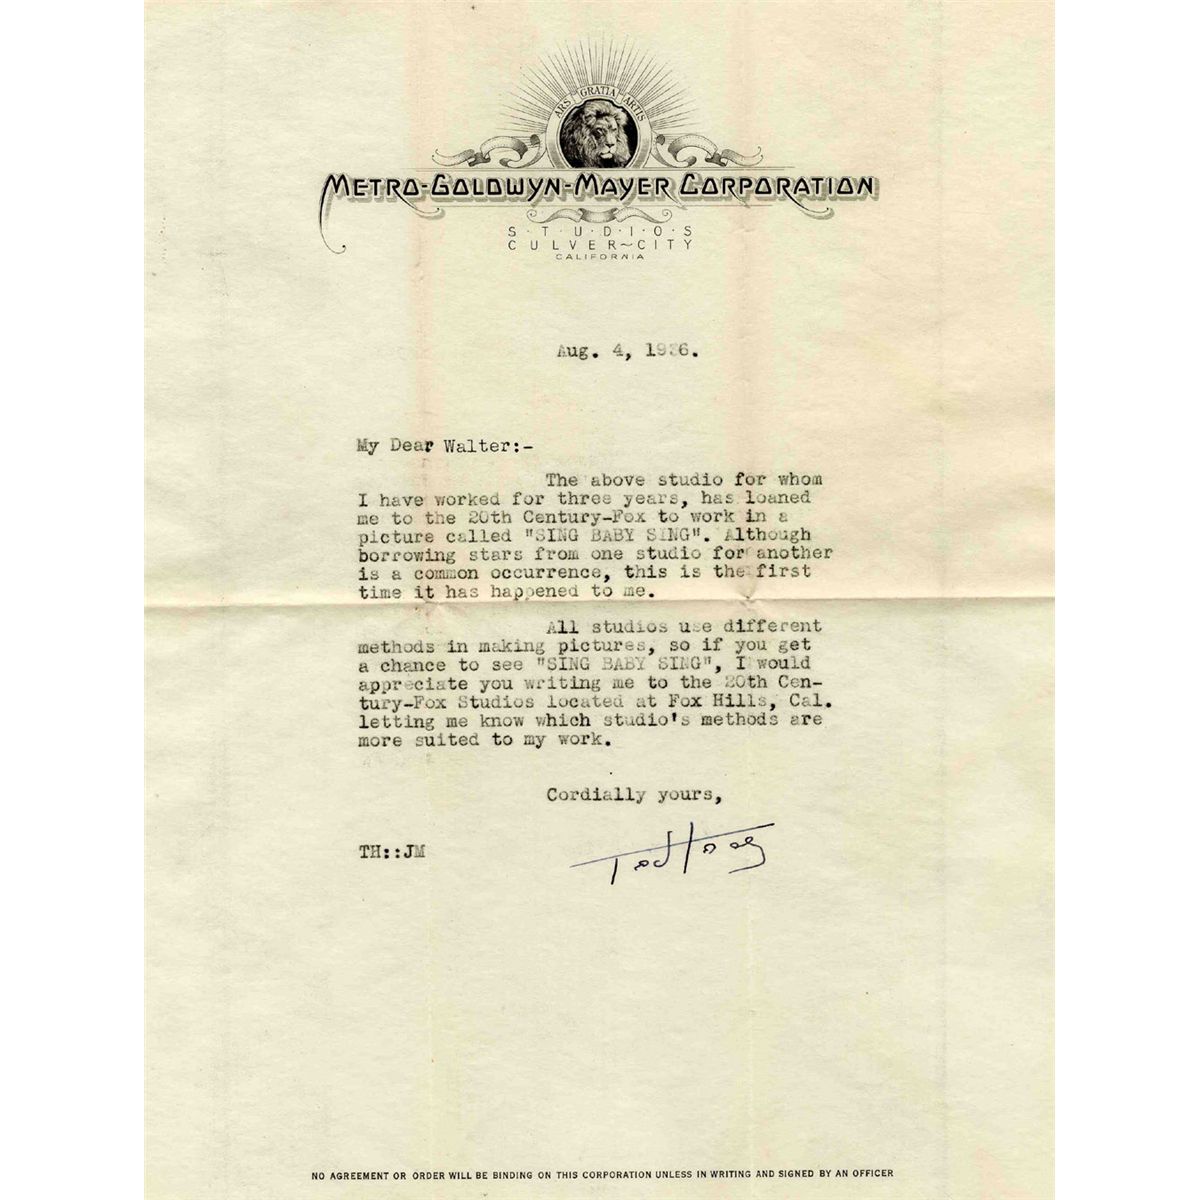 ARS GRATIA ARTIS
METRO-GOLDWYN-MAYER CORPORATION
S·T·U·D·I·O·S
CULVER~CITY
CALIFORNIA
Aug. 4, 1936.
My Dear Walter:-
The above studio for whom
I have worked for three years, has loaned
me to the 20th Century-Fox to work in a
picture called "SING BABY SING". Although
borrowing stars from one studio for another
is a common occurrence, this is the first
time it has happened to me.
All studios use different
methods in making pictures, so if you get
a chance to see "SING BABY SING", I would
appreciate you writing me to the 20th Cen-
tury-Fox Studios located at Fox Hills, Cal.
letting me know which studio's methods are
more suited to my work.
Cordially yours,
TH::JM
Ted
NO AGREEMENT OR ORDER WILL BE BINDING ON THIS CORPORATION UNLESS IN WRITING AND SIGNED BY AN OFFICER